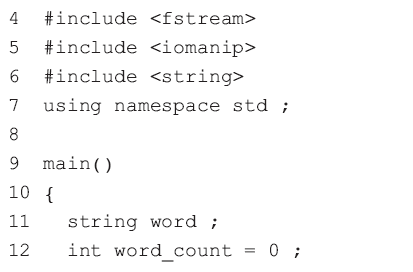 4 #include <fstream>
5 #include <iomanip>
6 #include <string>
7 using namespace std ;
8
9 main()
10 {
11   string word ;
12   int word_count = 0 ;